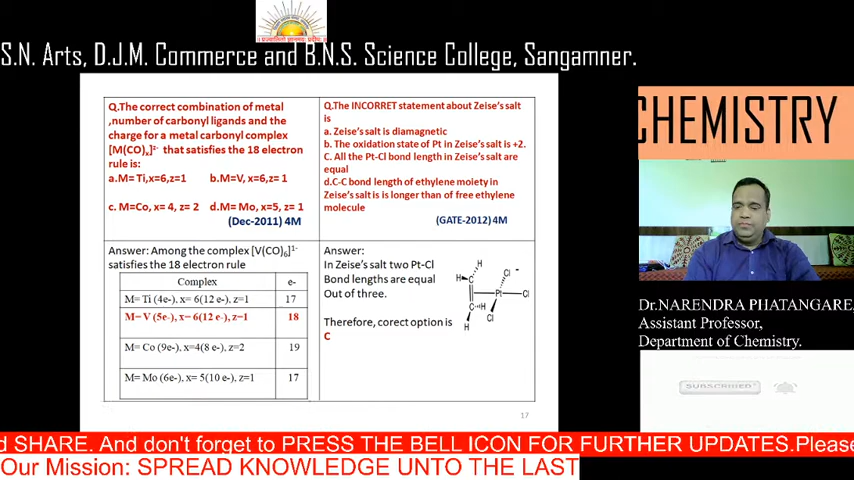 S.N. Arts, D.J.M. Commerce and B.N.S. Science College, Sangamner.
Q.The correct combination of metal
,number of carbonyl ligands and the
charge for a metal carbonyl complex
[M(CO)ₓ]ᶻ⁻ that satisfies the 18 electron
rule is:
a.M= Ti,x=6,z=1 b.M=V, x=6,z= 1
c. M=Co, x= 4, z= 2 d.M= Mo, x=5, z= 1
(Dec-2011) 4M
Q.The INCORRET statement about Zeise's salt
is
a. Zeise's salt is diamagnetic
b. The oxidation state of Pt in Zeise's salt is +2.
C. All the Pt-Cl bond length in Zeise's salt are
equal
d.C-C bond length of ethylene moiety in
Zeise's salt is is longer than of free ethylene
molecule
(GATE-2012) 4M
Answer: Among the complex [V(CO)₆]¹⁻
satisfies the 18 electron rule
Complex e-
M= Ti (4e-), x= 6(12 e-), z=1 17
M= V (5e-), x= 6(12 e-), z=1 18
M= Co (9e-), x=4(8 e-), z=2 19
M= Mo (6e-), x= 5(10 e-), z=1 17
Answer:
In Zeise's salt two Pt-Cl
Bond lengths are equal
Out of three.
Therefore, corect option is
C
H
H C Cl -
Pt Cl
C H
Cl
H
17
CHEMISTRY
Dr.NARENDRA PHATANGARE,
Assistant Professor,
Department of Chemistry.
SUBSCRIBED
d SHARE. And don't forget to PRESS THE BELL ICON FOR FURTHER UPDATES.Please
Our Mission: SPREAD KNOWLEDGE UNTO THE LAST